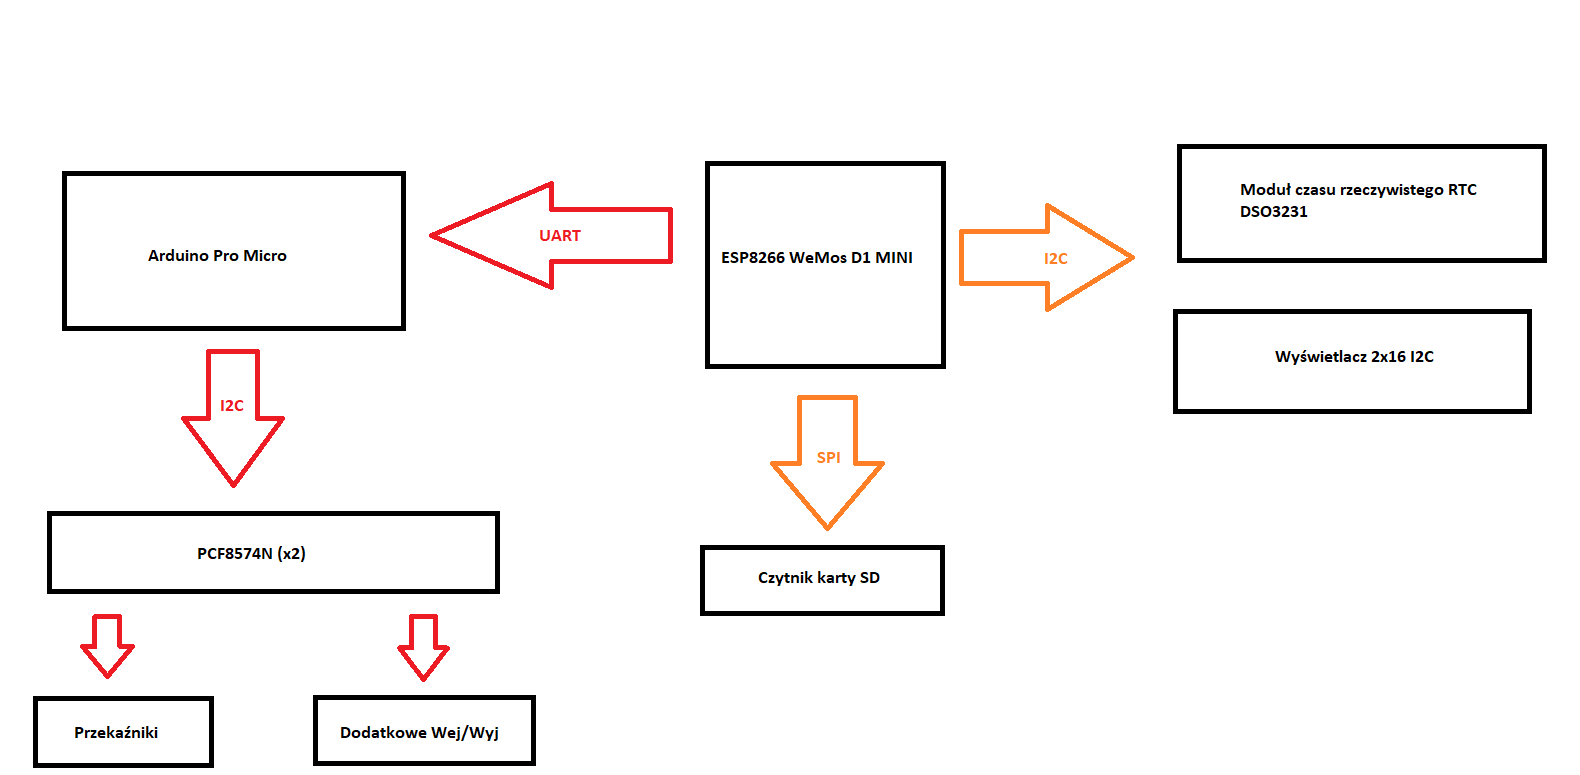 Moduł czasu rzeczywistego RTC
DSO3231
Arduino Pro Micro
UART
ESP8266 WeMos D1 MINI
I2C
Wyświetlacz 2x16 I2C
I2C
SPI
PCF8574N (x2)
Czytnik karty SD
Przekaźniki
Dodatkowe Wej/Wyj